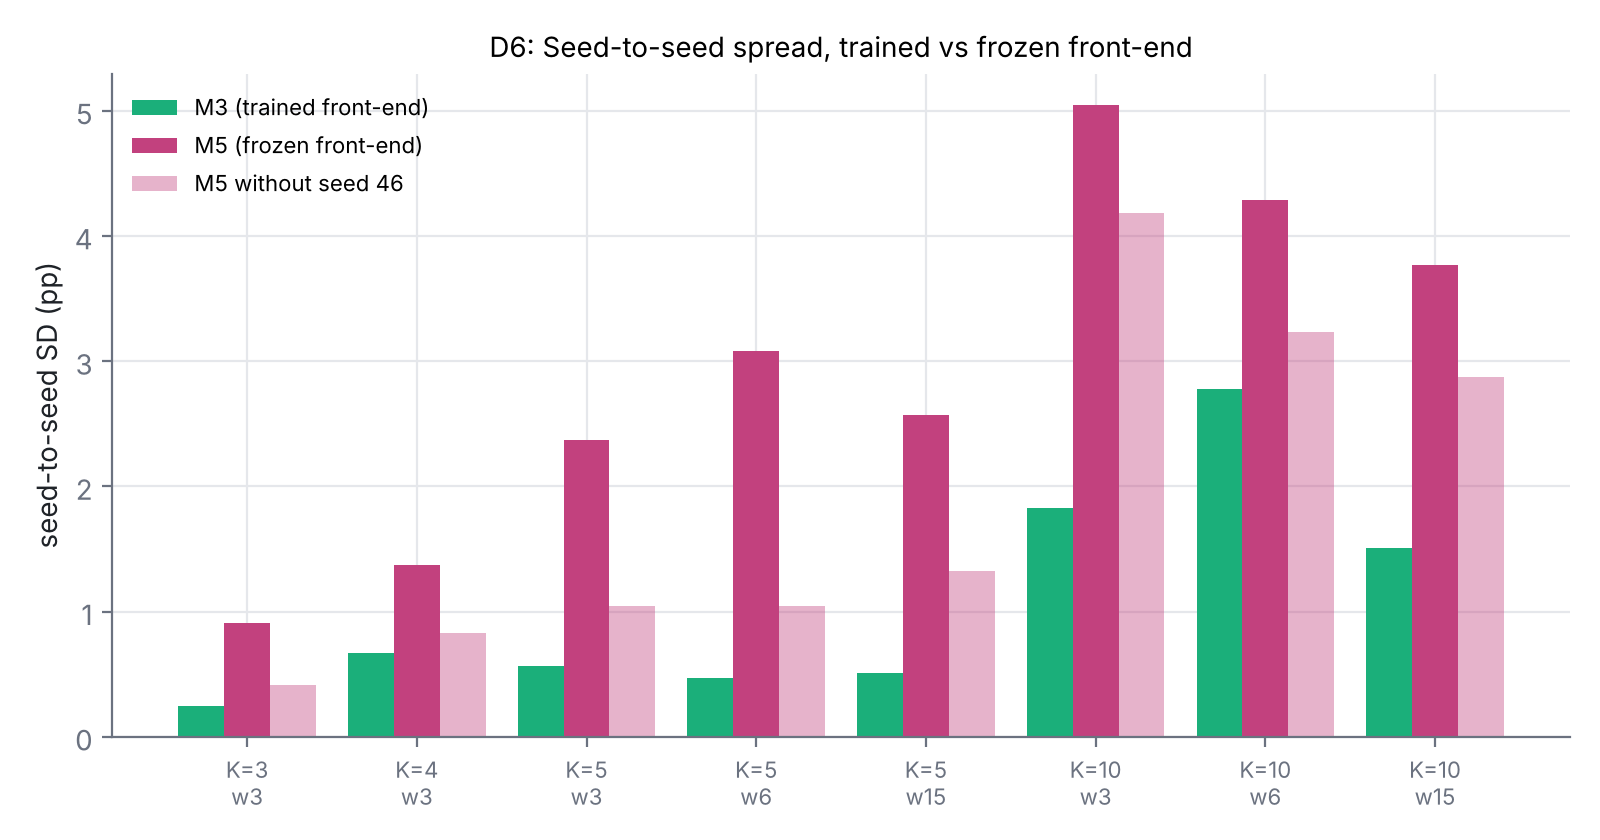 D6: Seed-to-seed spread, trained vs frozen front-end
M3 (trained front-end)
M5 (frozen front-end)
M5 without seed 46
seed-to-seed SD (pp)
5
4
3
2
1
0
K=3
w3
K=4
w3
K=5
w3
K=5
w6
K=5
w15
K=10
w3
K=10
w6
K=10
w15